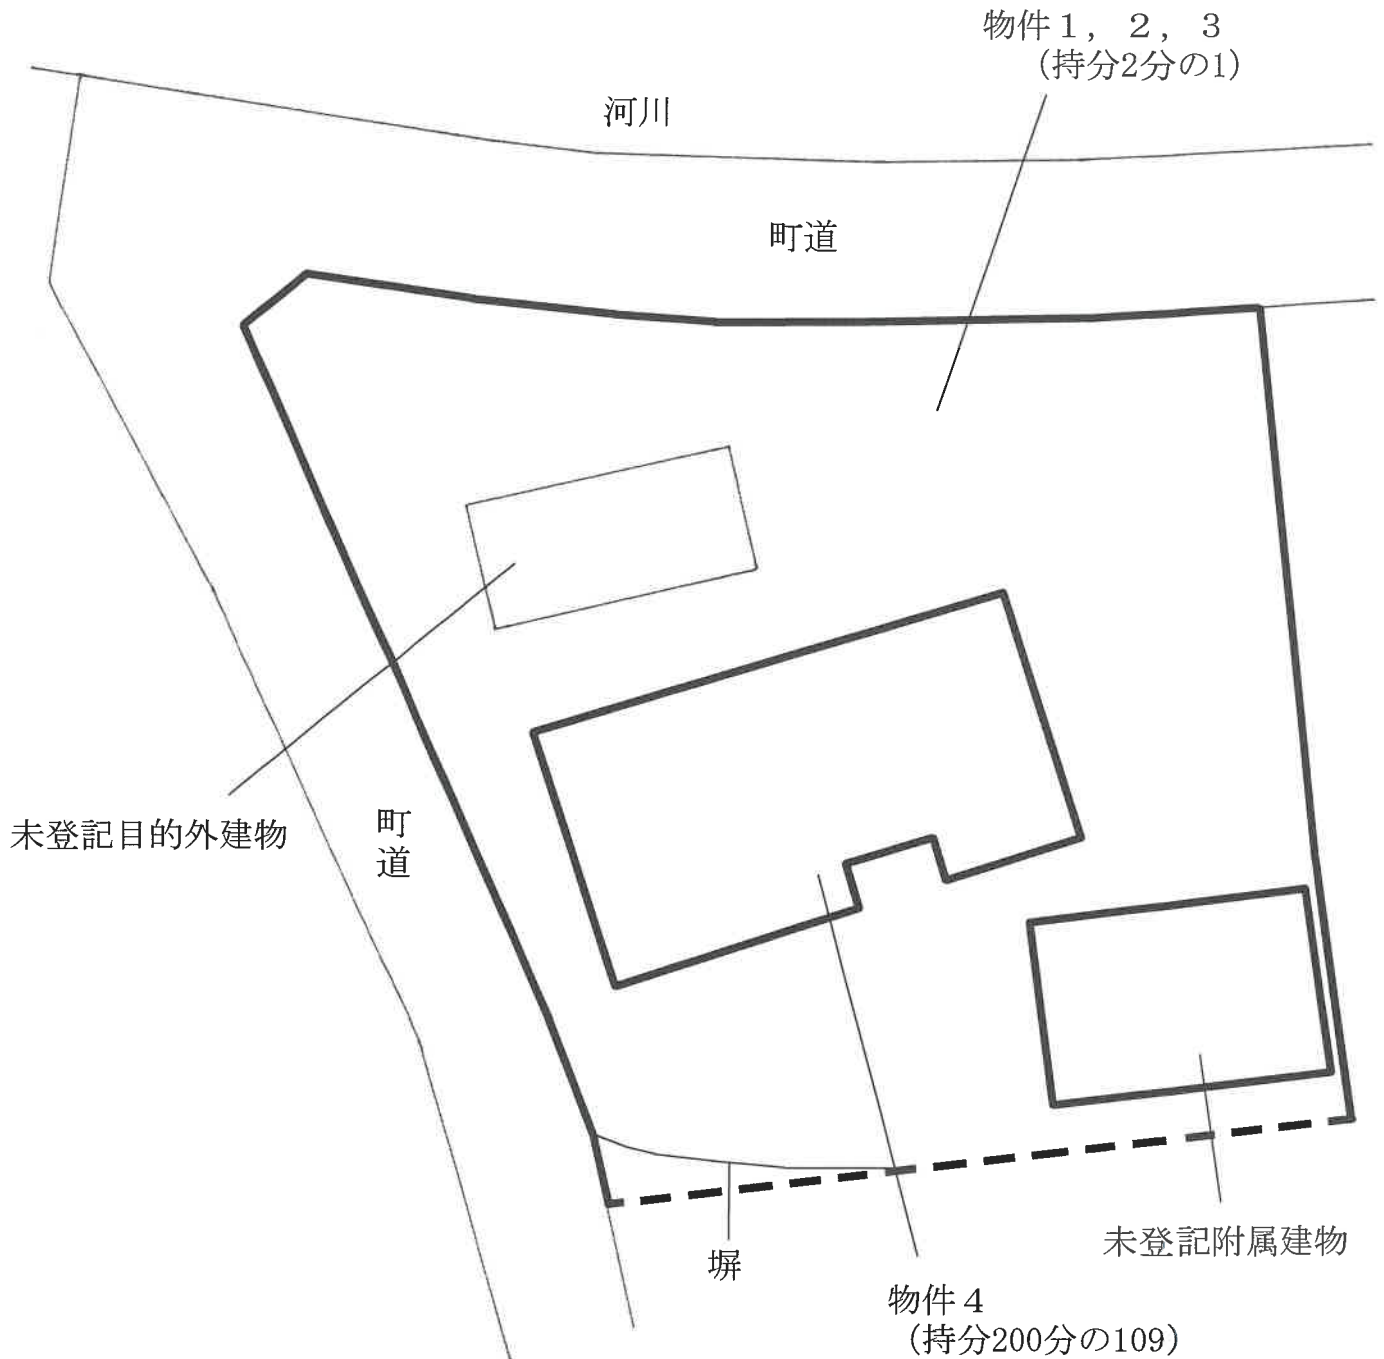 物件１，２，３
（持分2分の1）
河川
町道
未登記目的外建物
町道
未登記附属建物
塀
物件４
（持分200分の109）